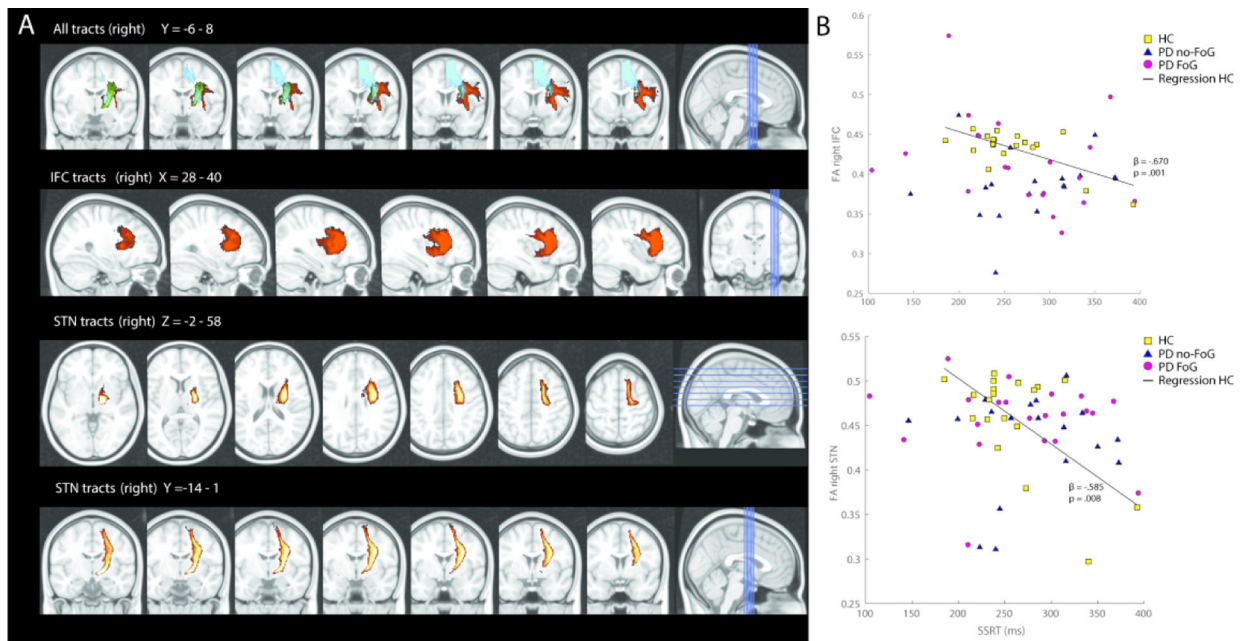 A
All tracts (right) Y = -6 - 8
IFC tracts (right) X = 28 - 40
STN tracts (right) Z = -2 - 58
STN tracts (right) Y =-14 - 1
B
0.6
0.55
0.5
0.45
0.4
0.35
0.3
0.25
FA right IFC
100 150 200 250 300 350 400
HC
PD no-FoG
PD FoG
Regression HC
β = -.670
p = .001
0.55
0.5
0.45
0.4
0.35
0.3
0.25
FA right STN
100 150 200 250 300 350 400
SSRT (ms)
HC
PD no-FoG
PD FoG
Regression HC
β = -.585
p = .008